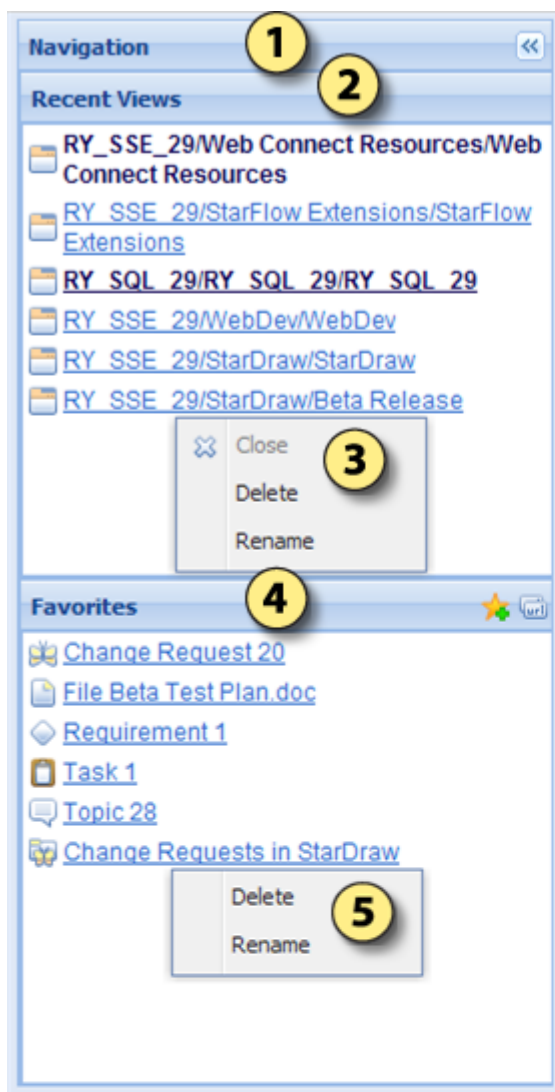 Navigation
1
2
Recent Views
RY_SSE_29/Web Connect Resources/Web
Connect Resources
RY_SSE_29/StarFlow Extensions/StarFlow
Extensions
RY_SQL_29/RY_SQL_29/RY_SQL_29
RY_SSE_29/WebDev/WebDev
RY_SSE_29/StarDraw/StarDraw
RY_SSE_29/StarDraw/Beta Release
Close
3
Delete
Rename
Favorites
4
url
Change Request 20
File Beta Test Plan.doc
Requirement 1
Task 1
Topic 28
Change Requests in StarDraw
Delete
5
Rename